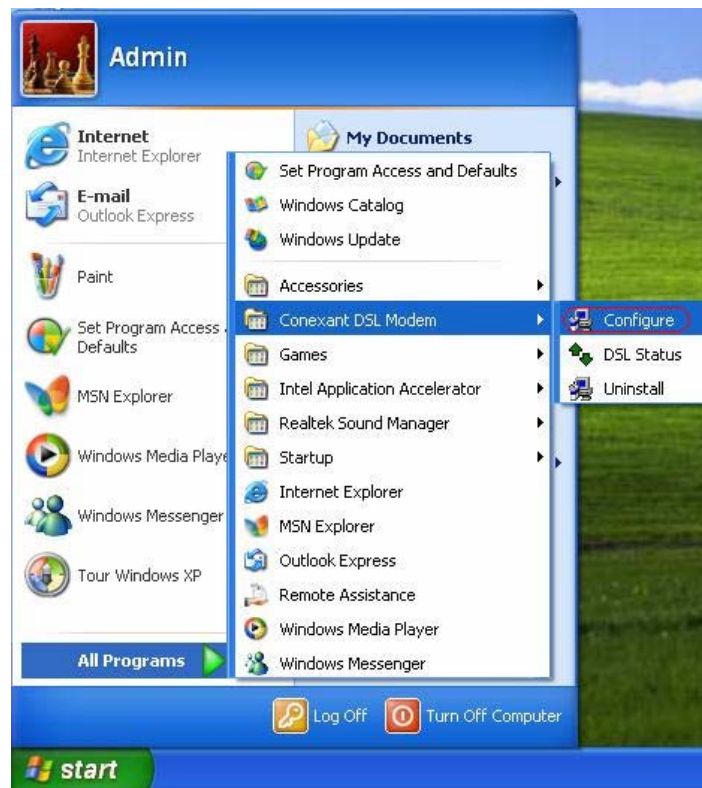 Admin
Internet
Internet Explorer
E-mail
Outlook Express
Paint
Set Program Access
Defaults
MSN Explorer
Windows Media Playe
Windows Messenger
Tour Windows XP
All Programs
My Documents
Set Program Access and Defaults
Windows Catalog
Windows Update
Accessories
Conexant DSL Modem
Games
Intel Application Accelerator
Realtek Sound Manager
Startup
Internet Explorer
MSN Explorer
Outlook Express
Remote Assistance
Windows Media Player
Windows Messenger
Configure
DSL Status
Uninstall
Log Off
Turn Off Computer
start